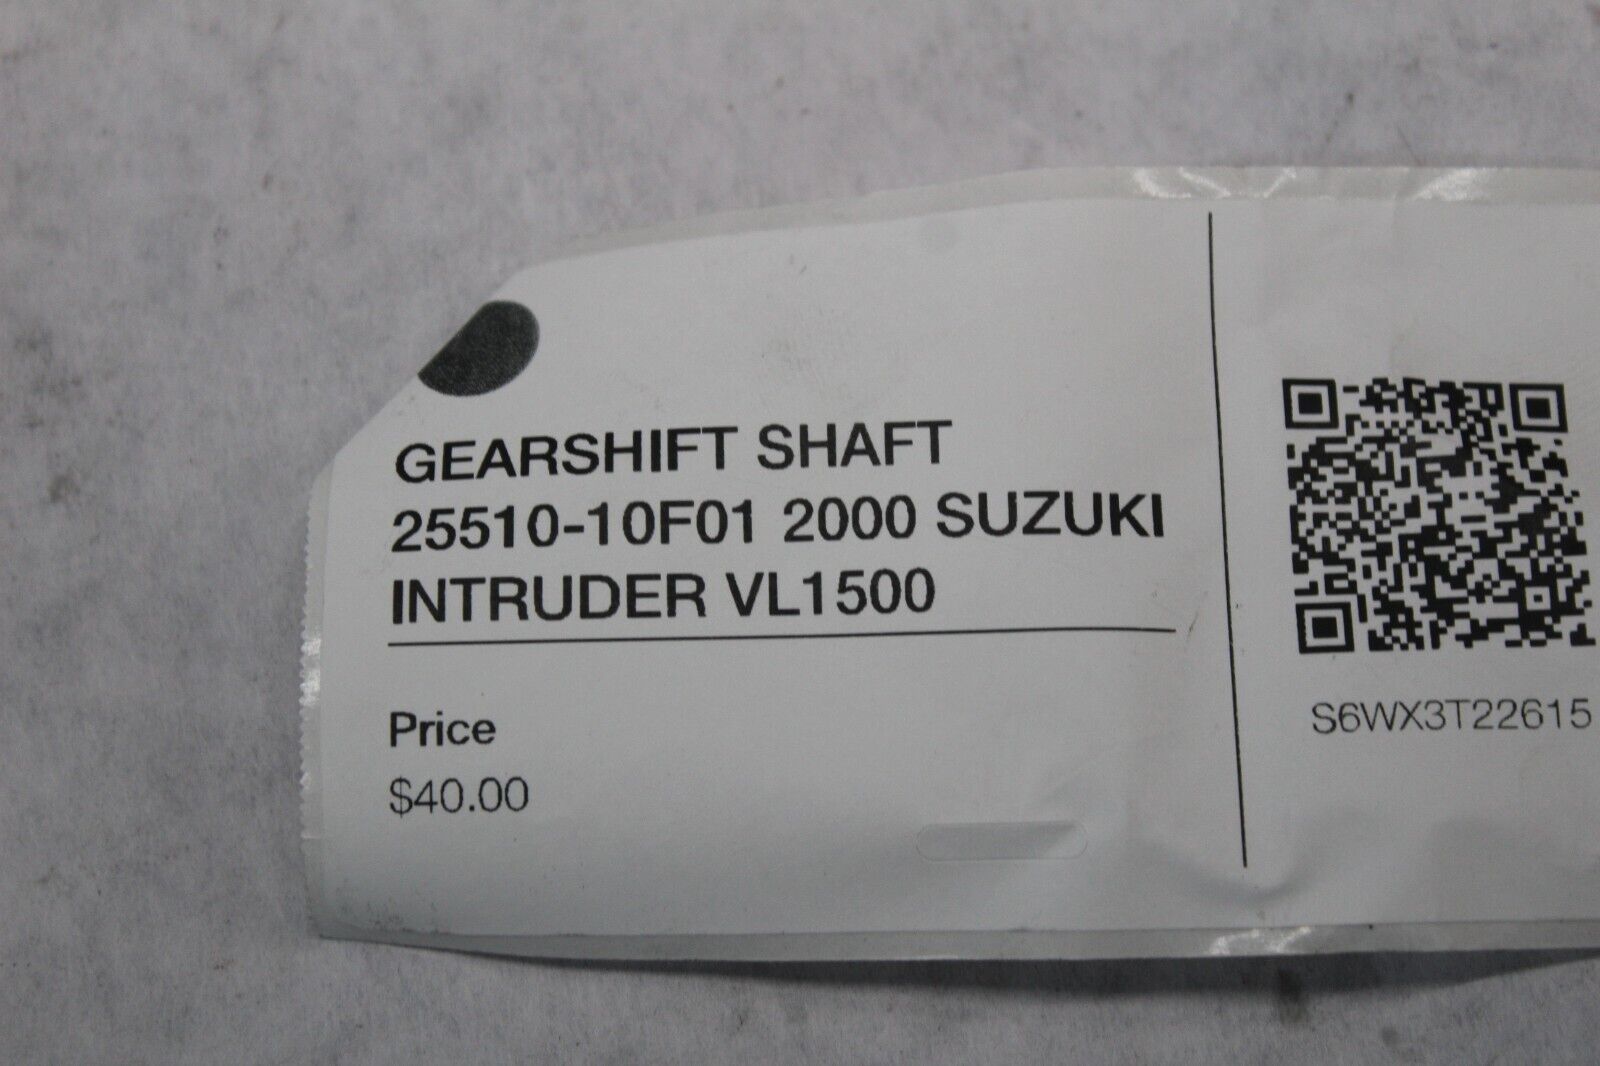 GEARSHIFT SHAFT
25510-10F01 2000 SUZUKI
INTRUDER VL1500
Price
$40.00
S6WX3T22615